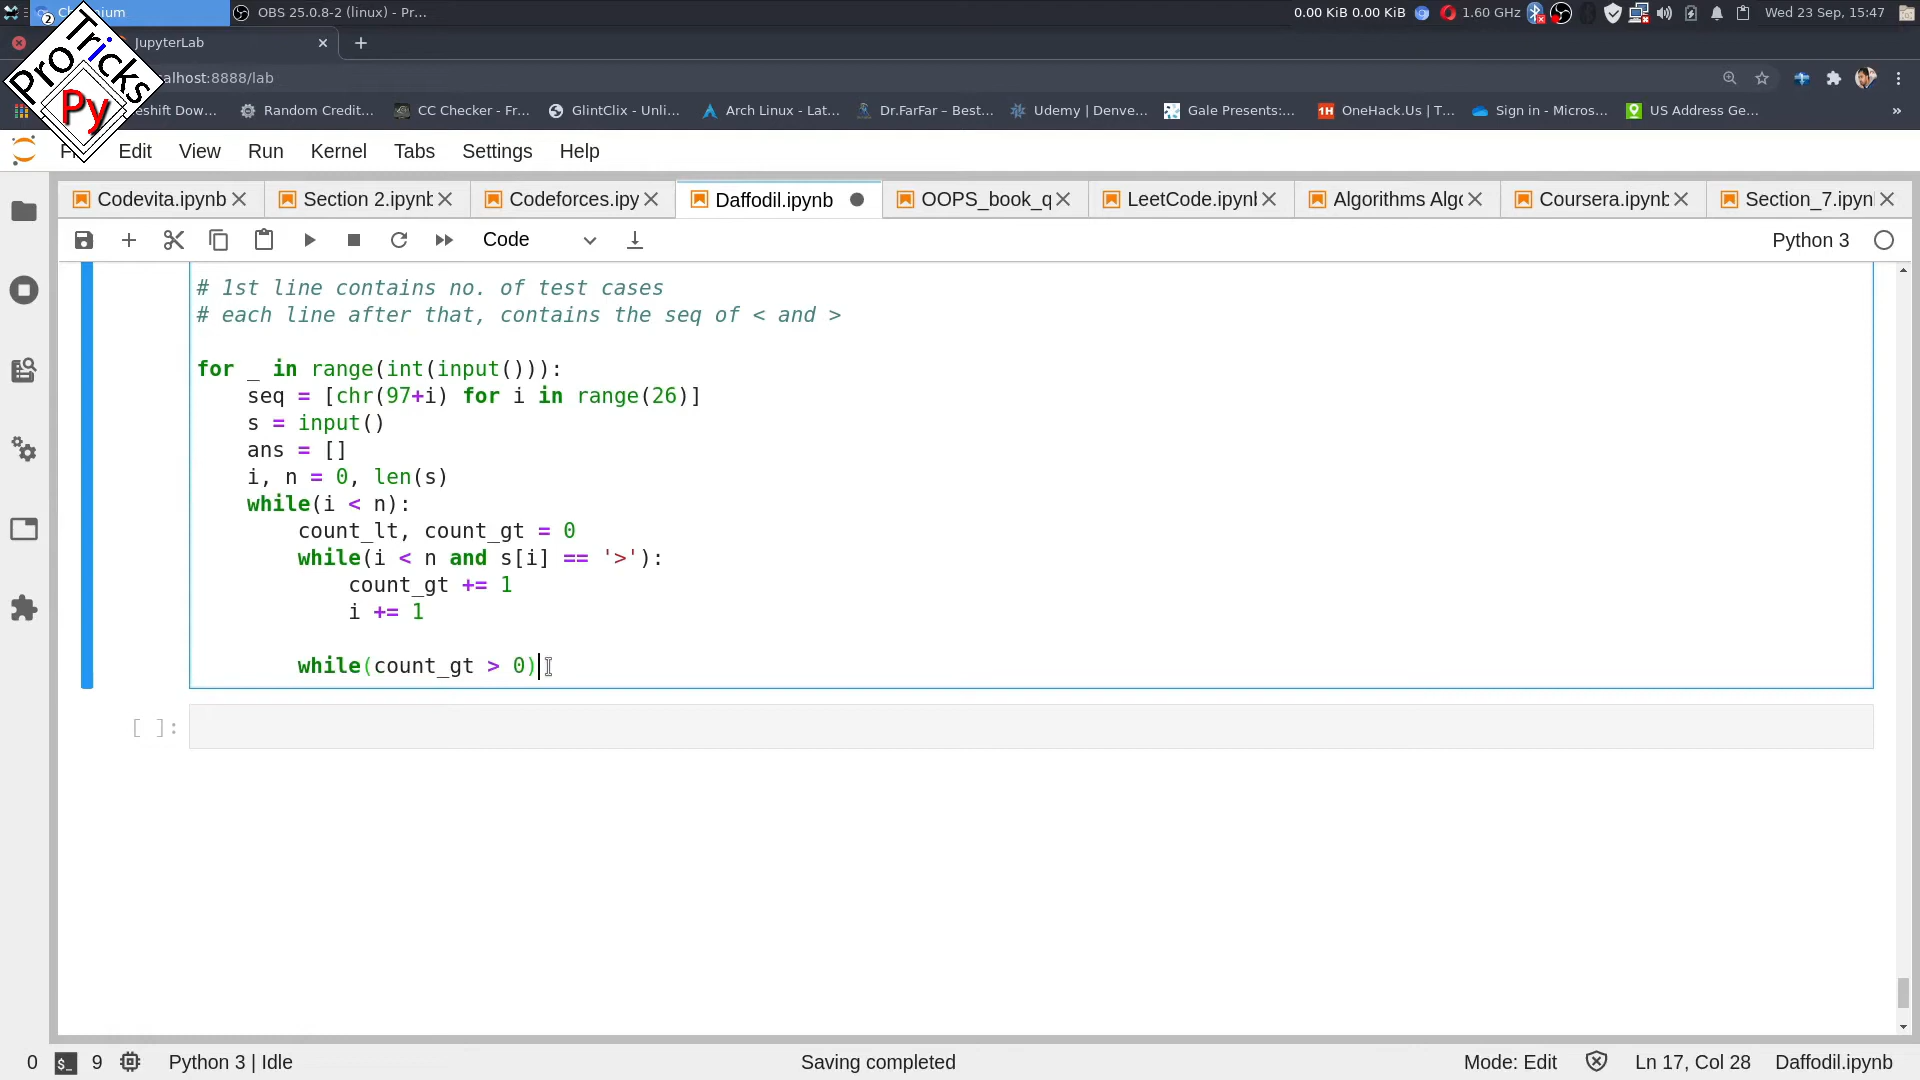 2
Chromium
OBS 25.0.8-2 (linux) - Pr...
0.00 KiB 0.00 KiB
1.60 GHz
Wed 23 Sep, 15:47
ProTricks
Py
JupyterLab
calhost:8888/lab
eshift Dow...
Random Credit...
CC Checker - Fr...
GlintClix - Unli...
Arch Linux - Lat...
Dr.FarFar – Best...
Udemy | Denve...
Gale Presents:...
1H
OneHack.Us | T...
Sign in - Micros...
US Address Ge...
»
Edit View Run Kernel Tabs Settings Help
Codevita.ipynb
Section 2.ipynb
Codeforces.ipy
Daffodil.ipynb
OOPS_book_q
LeetCode.ipynb
Algorithms Algo
Coursera.ipynb
Section_7.ipyn
Code
Python 3
# 1st line contains no. of test cases
# each line after that, contains the seq of < and >
for _ in range(int(input())):
    seq = [chr(97+i) for i in range(26)]
    s = input()
    ans = []
    i, n = 0, len(s)
    while(i < n):
        count_lt, count_gt = 0
        while(i < n and s[i] == '>'):
            count_gt += 1
            i += 1
        while(count_gt > 0)
[ ]:
0
$_
9
Python 3 | Idle
Saving completed
Mode: Edit
Ln 17, Col 28
Daffodil.ipynb